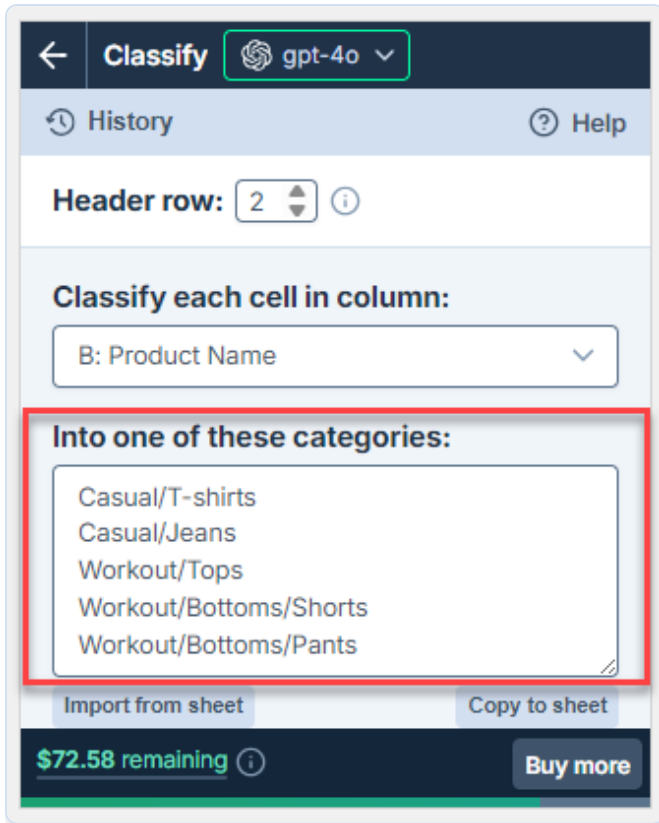 Classify gpt-4o
History Help
Header row: 2
Classify each cell in column:
B: Product Name
Into one of these categories:
Casual/T-shirts
Casual/Jeans
Workout/Tops
Workout/Bottoms/Shorts
Workout/Bottoms/Pants
Import from sheet Copy to sheet
$72.58 remaining Buy more